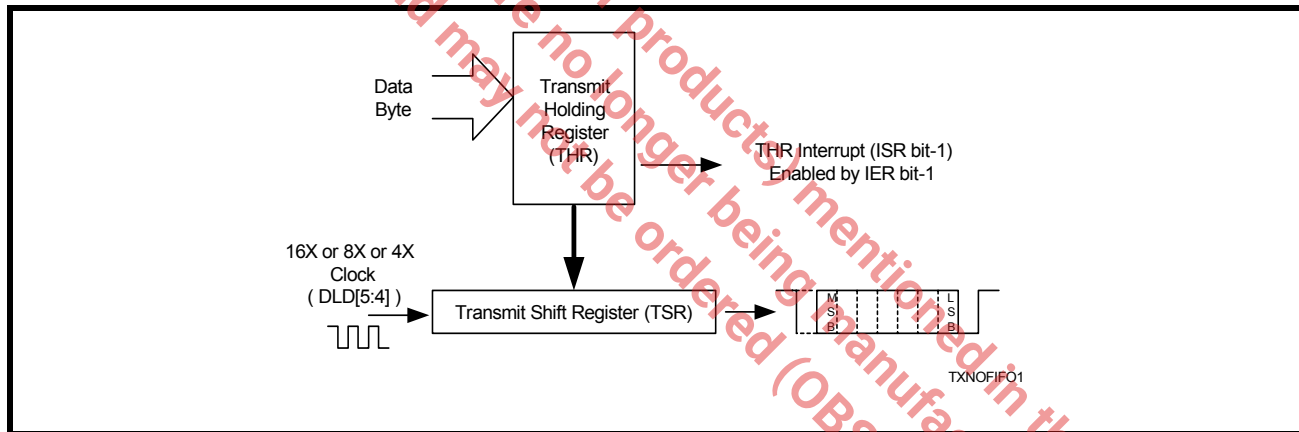 Data
Byte
Transmit
Holding
Register
(THR)
THR Interrupt (ISR bit-1)
Enabled by IER bit-1
16X or 8X or 4X
Clock
( DLD[5:4] )
Transmit Shift Register (TSR)
M
S
B
L
S
B
TXNOFIFO1
products) mentioned in
no longer being manufa
may not be ordered (OBS